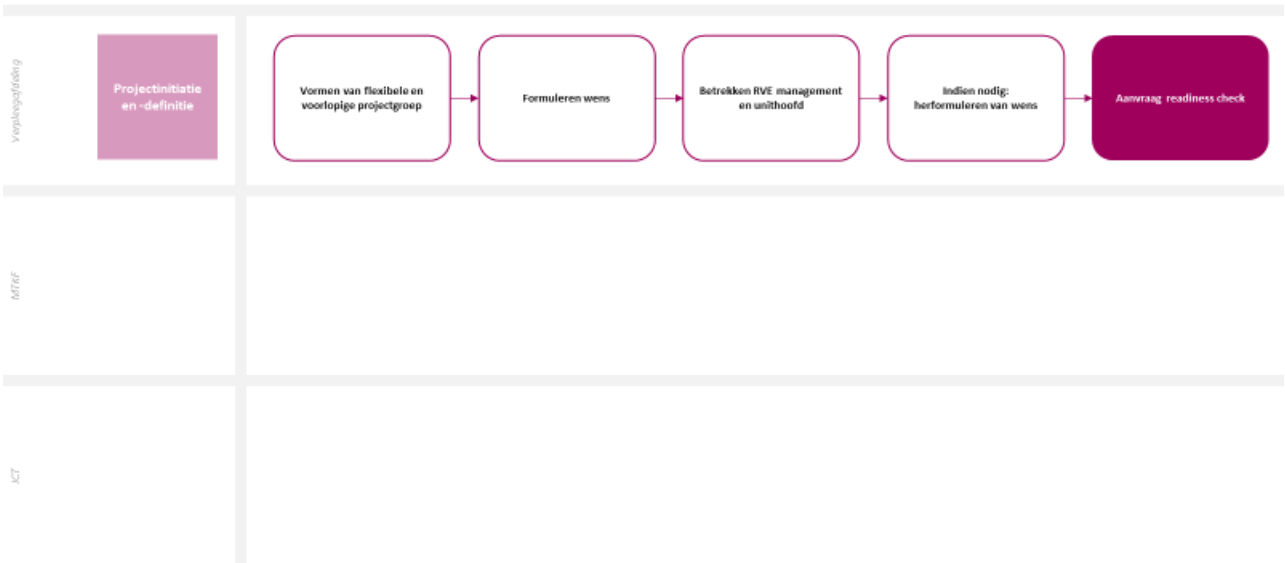 Verpleegafdeling
Projectinitiatie
en -definitie
Vormen van flexibele en
voorlopige projectgroep
Formuleren wens
Betrekken RVE management
en unithoofd
Indien nodig:
herformuleren van wens
Aanvraag readiness check
MTKF
ICT